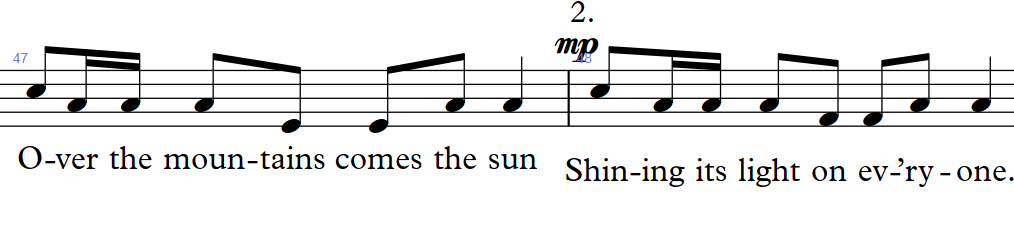 2.
mp
47
48
O-ver the moun-tains comes the sun
Shin-ing its light on ev-'ry-one.